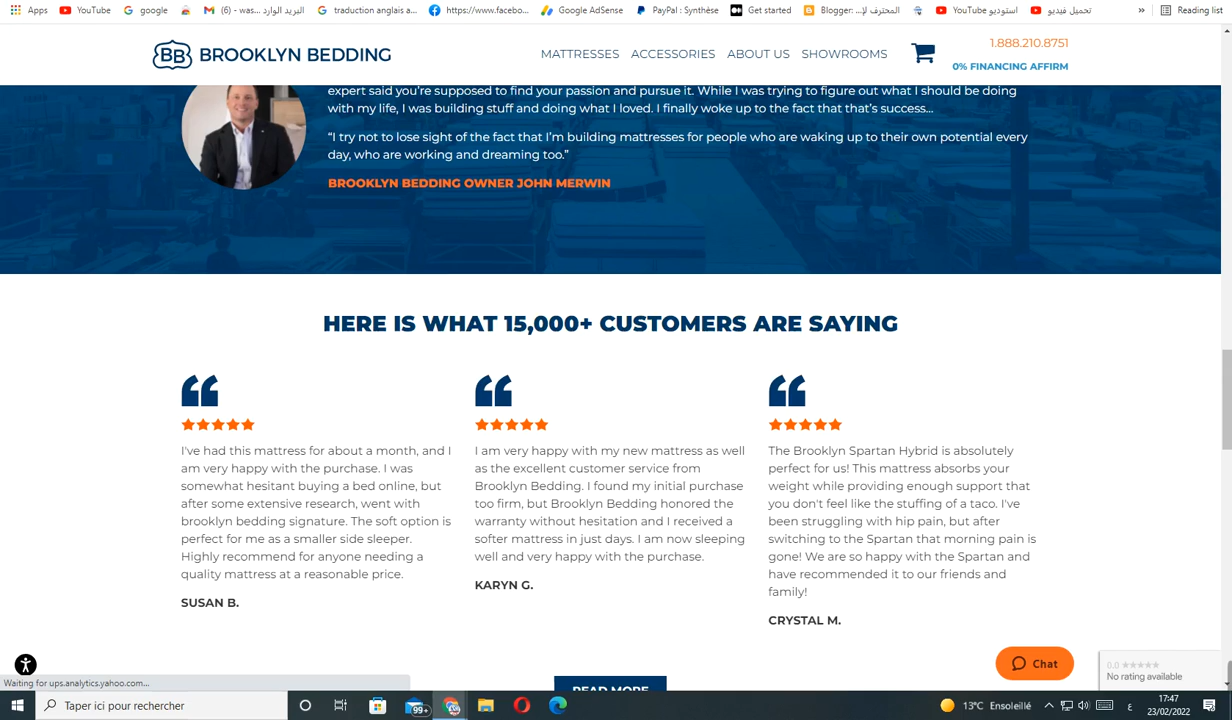 Apps YouTube google (6) - was... البريد الوارد traduction anglais a... https://www.facebo... Google AdSense PayPal : Synthèse Get started Blogger: ...المحترف للإ YouTube استوديو تحميل فيديو » Reading list
BB BROOKLYN BEDDING
MATTRESSES ACCESSORIES ABOUT US SHOWROOMS
1.888.210.8751
0% FINANCING AFFIRM
expert said you're supposed to find your passion and pursue it. While I was trying to figure out what I should be doing
with my life, I was building stuff and doing what I loved. I finally woke up to the fact that that's success...
“I try not to lose sight of the fact that I'm building mattresses for people who are waking up to their own potential every
day, who are working and dreaming too.”
BROOKLYN BEDDING OWNER JOHN MERWIN
HERE IS WHAT 15,000+ CUSTOMERS ARE SAYING
I've had this mattress for about a month, and I
am very happy with the purchase. I was
somewhat hesitant buying a bed online, but
after some extensive research, went with
brooklyn bedding signature. The soft option is
perfect for me as a smaller side sleeper.
Highly recommend for anyone needing a
quality mattress at a reasonable price.
SUSAN B.
I am very happy with my new mattress as well
as the excellent customer service from
Brooklyn Bedding. I found my initial purchase
too firm, but Brooklyn Bedding honored the
warranty without hesitation and I received a
softer mattress in just days. I am now sleeping
well and very happy with the purchase.
KARYN G.
The Brooklyn Spartan Hybrid is absolutely
perfect for us! This mattress absorbs your
weight while providing enough support that
you don't feel like the stuffing of a taco. I've
been struggling with hip pain, but after
switching to the Spartan that morning pain is
gone! We are so happy with the Spartan and
have recommended it to our friends and
family!
CRYSTAL M.
READ MORE
Chat
0.0
No rating available
Waiting for ups.analytics.yahoo.com...
Taper ici pour rechercher
99+
13°C Ensoleillé
ع
17:47
23/02/2022